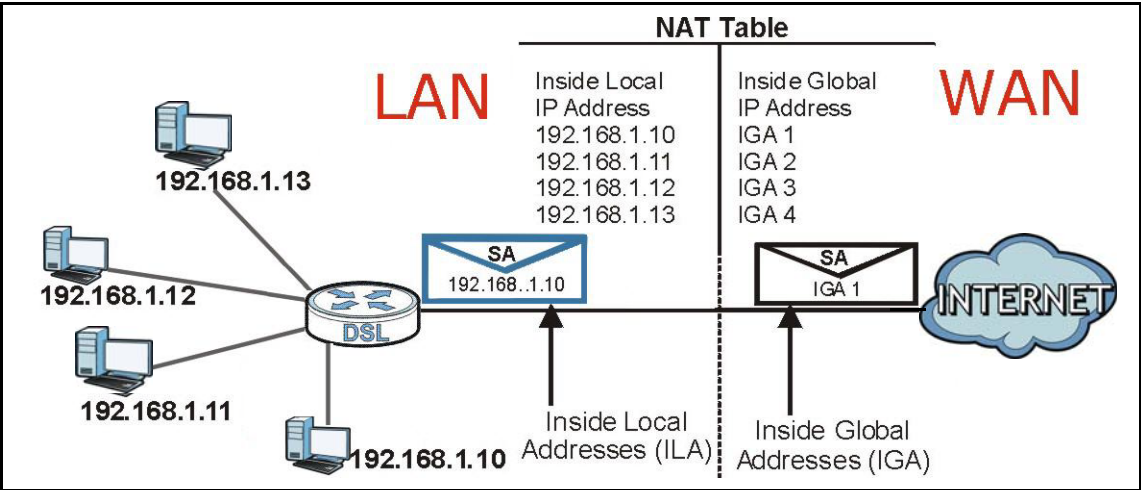 NAT Table
LAN
Inside Local
IP Address
192.168.1.10
192.168.1.11
192.168.1.12
192.168.1.13
Inside Global
IP Address
IGA 1
IGA 2
IGA 3
IGA 4
WAN
192.168.1.13
192.168.1.12
192.168.1.11
192.168.1.10
DSL
SA
192.168..1.10
SA
IGA 1
INTERNET
Inside Local
Addresses (ILA)
Inside Global
Addresses (IGA)